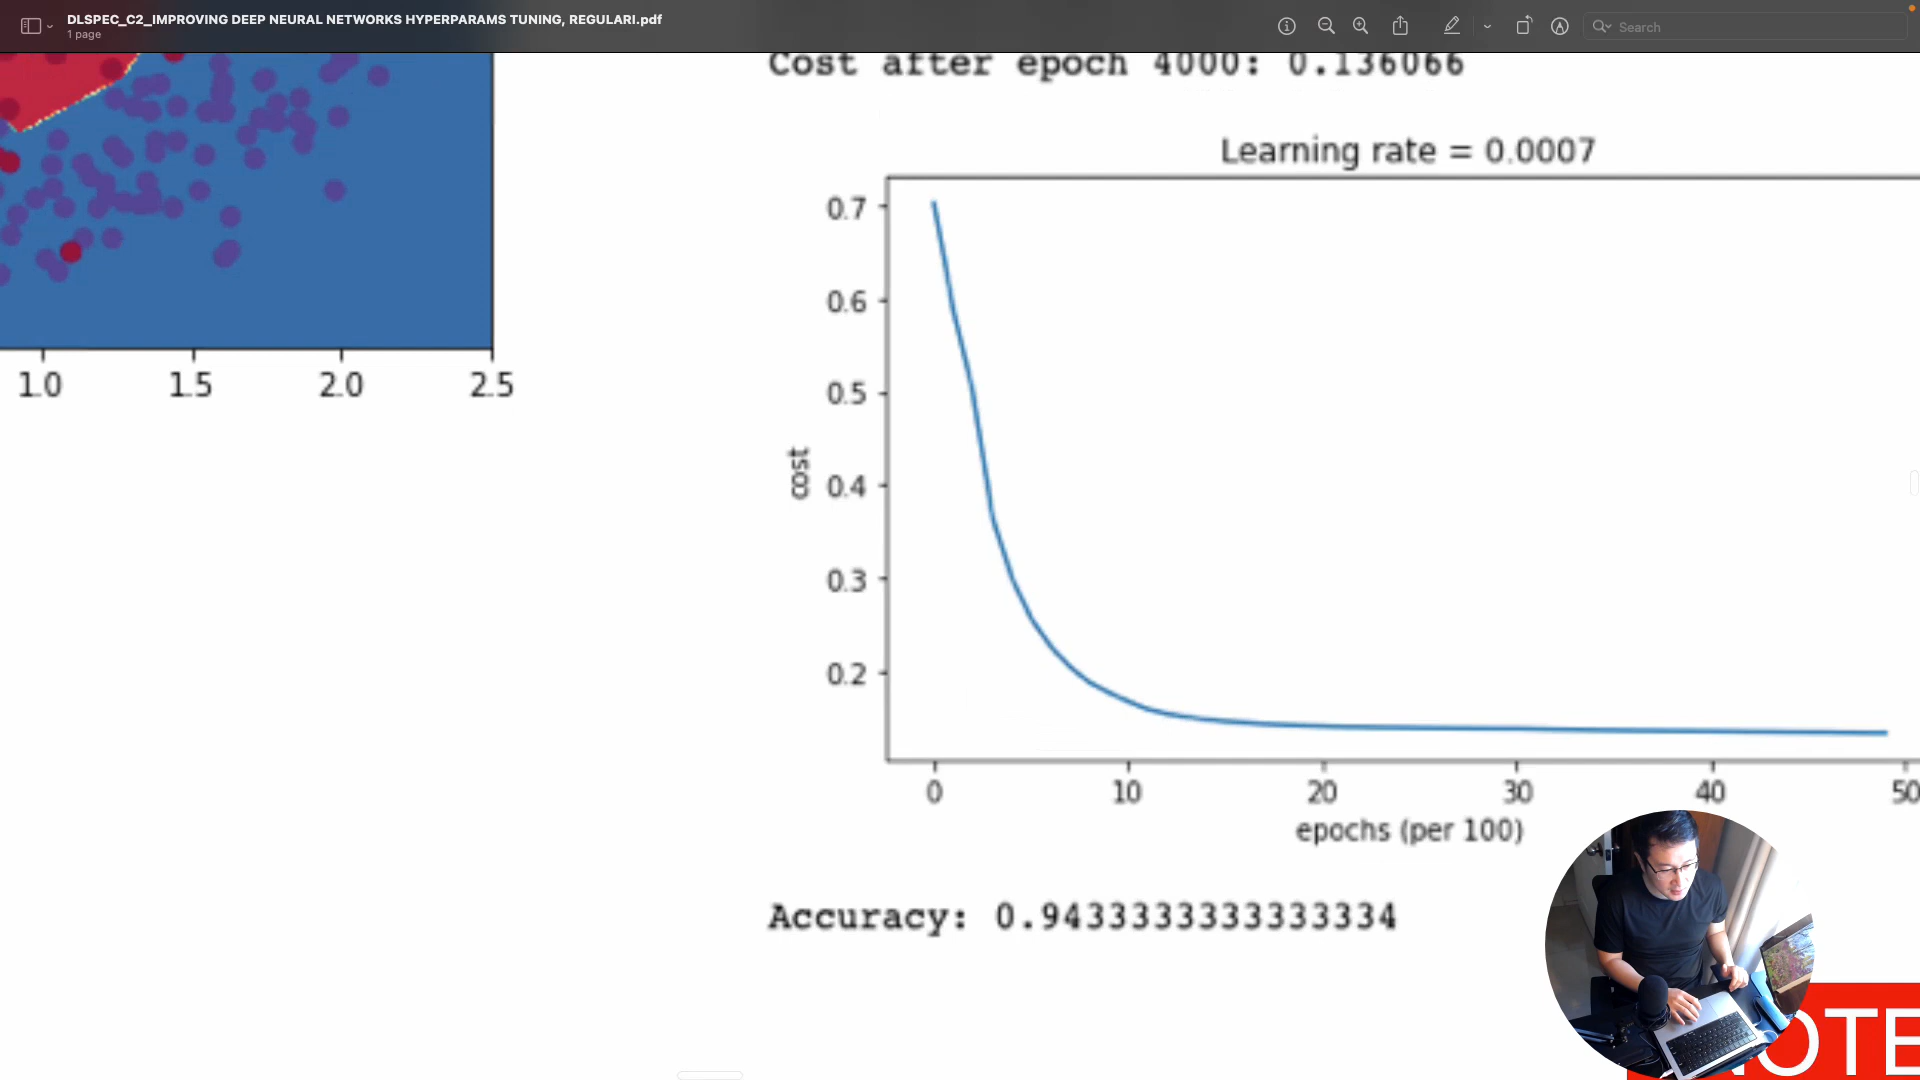 DLSPEC_C2_IMPROVING DEEP NEURAL NETWORKS HYPERPARAMS TUNING, REGULARI.pdf
1 page
Search
Cost after epoch 4000: 0.136066
Learning rate = 0.0007
0.7
0.6
0.5
0.4
0.3
0.2
cost
0 10 20 30 40 50
epochs (per 100)
1.0 1.5 2.0 2.5
Accuracy: 0.9433333333333334